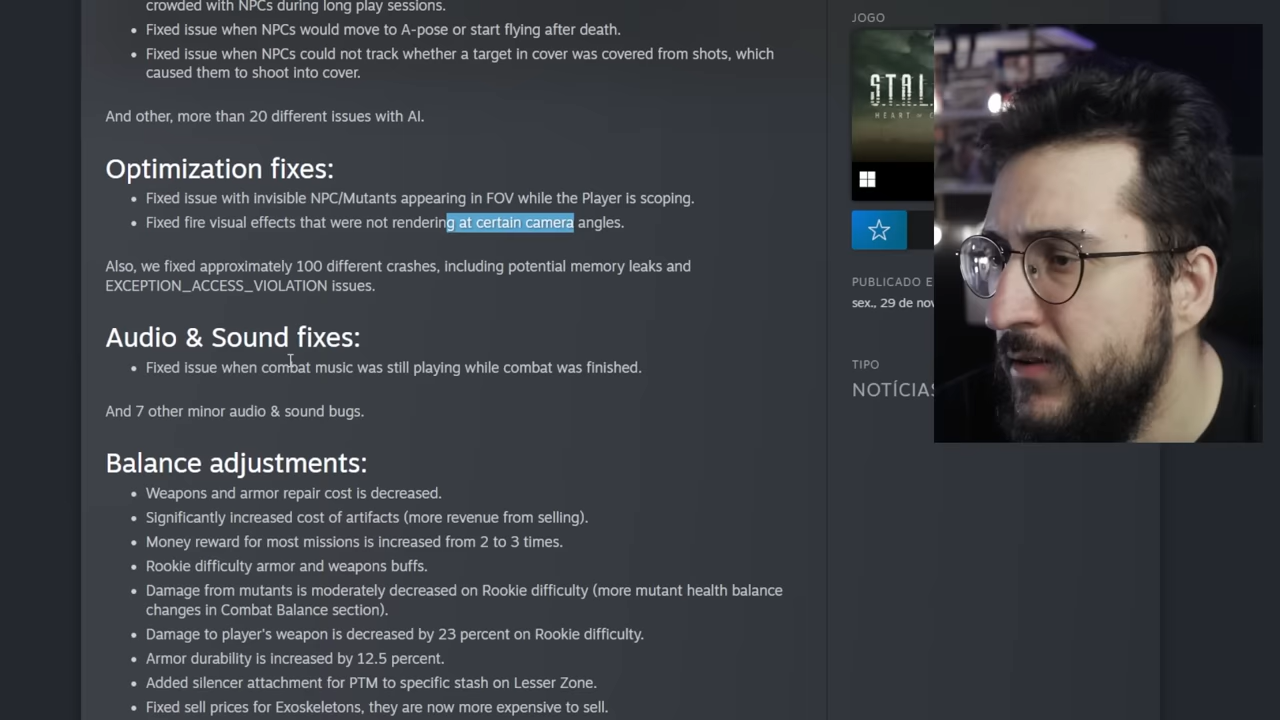 crowded with NPCs during long play sessions.
Fixed issue when NPCs would move to A-pose or start flying after death.
Fixed issue when NPCs could not track whether a target in cover was covered from shots, which
caused them to shoot into cover.
And other, more than 20 different issues with AI.
Optimization fixes:
Fixed issue with invisible NPC/Mutants appearing in FOV while the Player is scoping.
Fixed fire visual effects that were not rendering at certain camera angles.
Also, we fixed approximately 100 different crashes, including potential memory leaks and
EXCEPTION_ACCESS_VIOLATION issues.
Audio & Sound fixes:
Fixed issue when combat music was still playing while combat was finished.
And 7 other minor audio & sound bugs.
Balance adjustments:
Weapons and armor repair cost is decreased.
Significantly increased cost of artifacts (more revenue from selling).
Money reward for most missions is increased from 2 to 3 times.
Rookie difficulty armor and weapons buffs.
Damage from mutants is moderately decreased on Rookie difficulty (more mutant health balance
changes in Combat Balance section).
Damage to player's weapon is decreased by 23 percent on Rookie difficulty.
Armor durability is increased by 12.5 percent.
Added silencer attachment for PTM to specific stash on Lesser Zone.
Fixed sell prices for Exoskeletons, they are now more expensive to sell.
JOGO
S.T.A.L.
HEART OF C
PUBLICADO E
sex., 29 de nov
TIPO
NOTÍCIAS